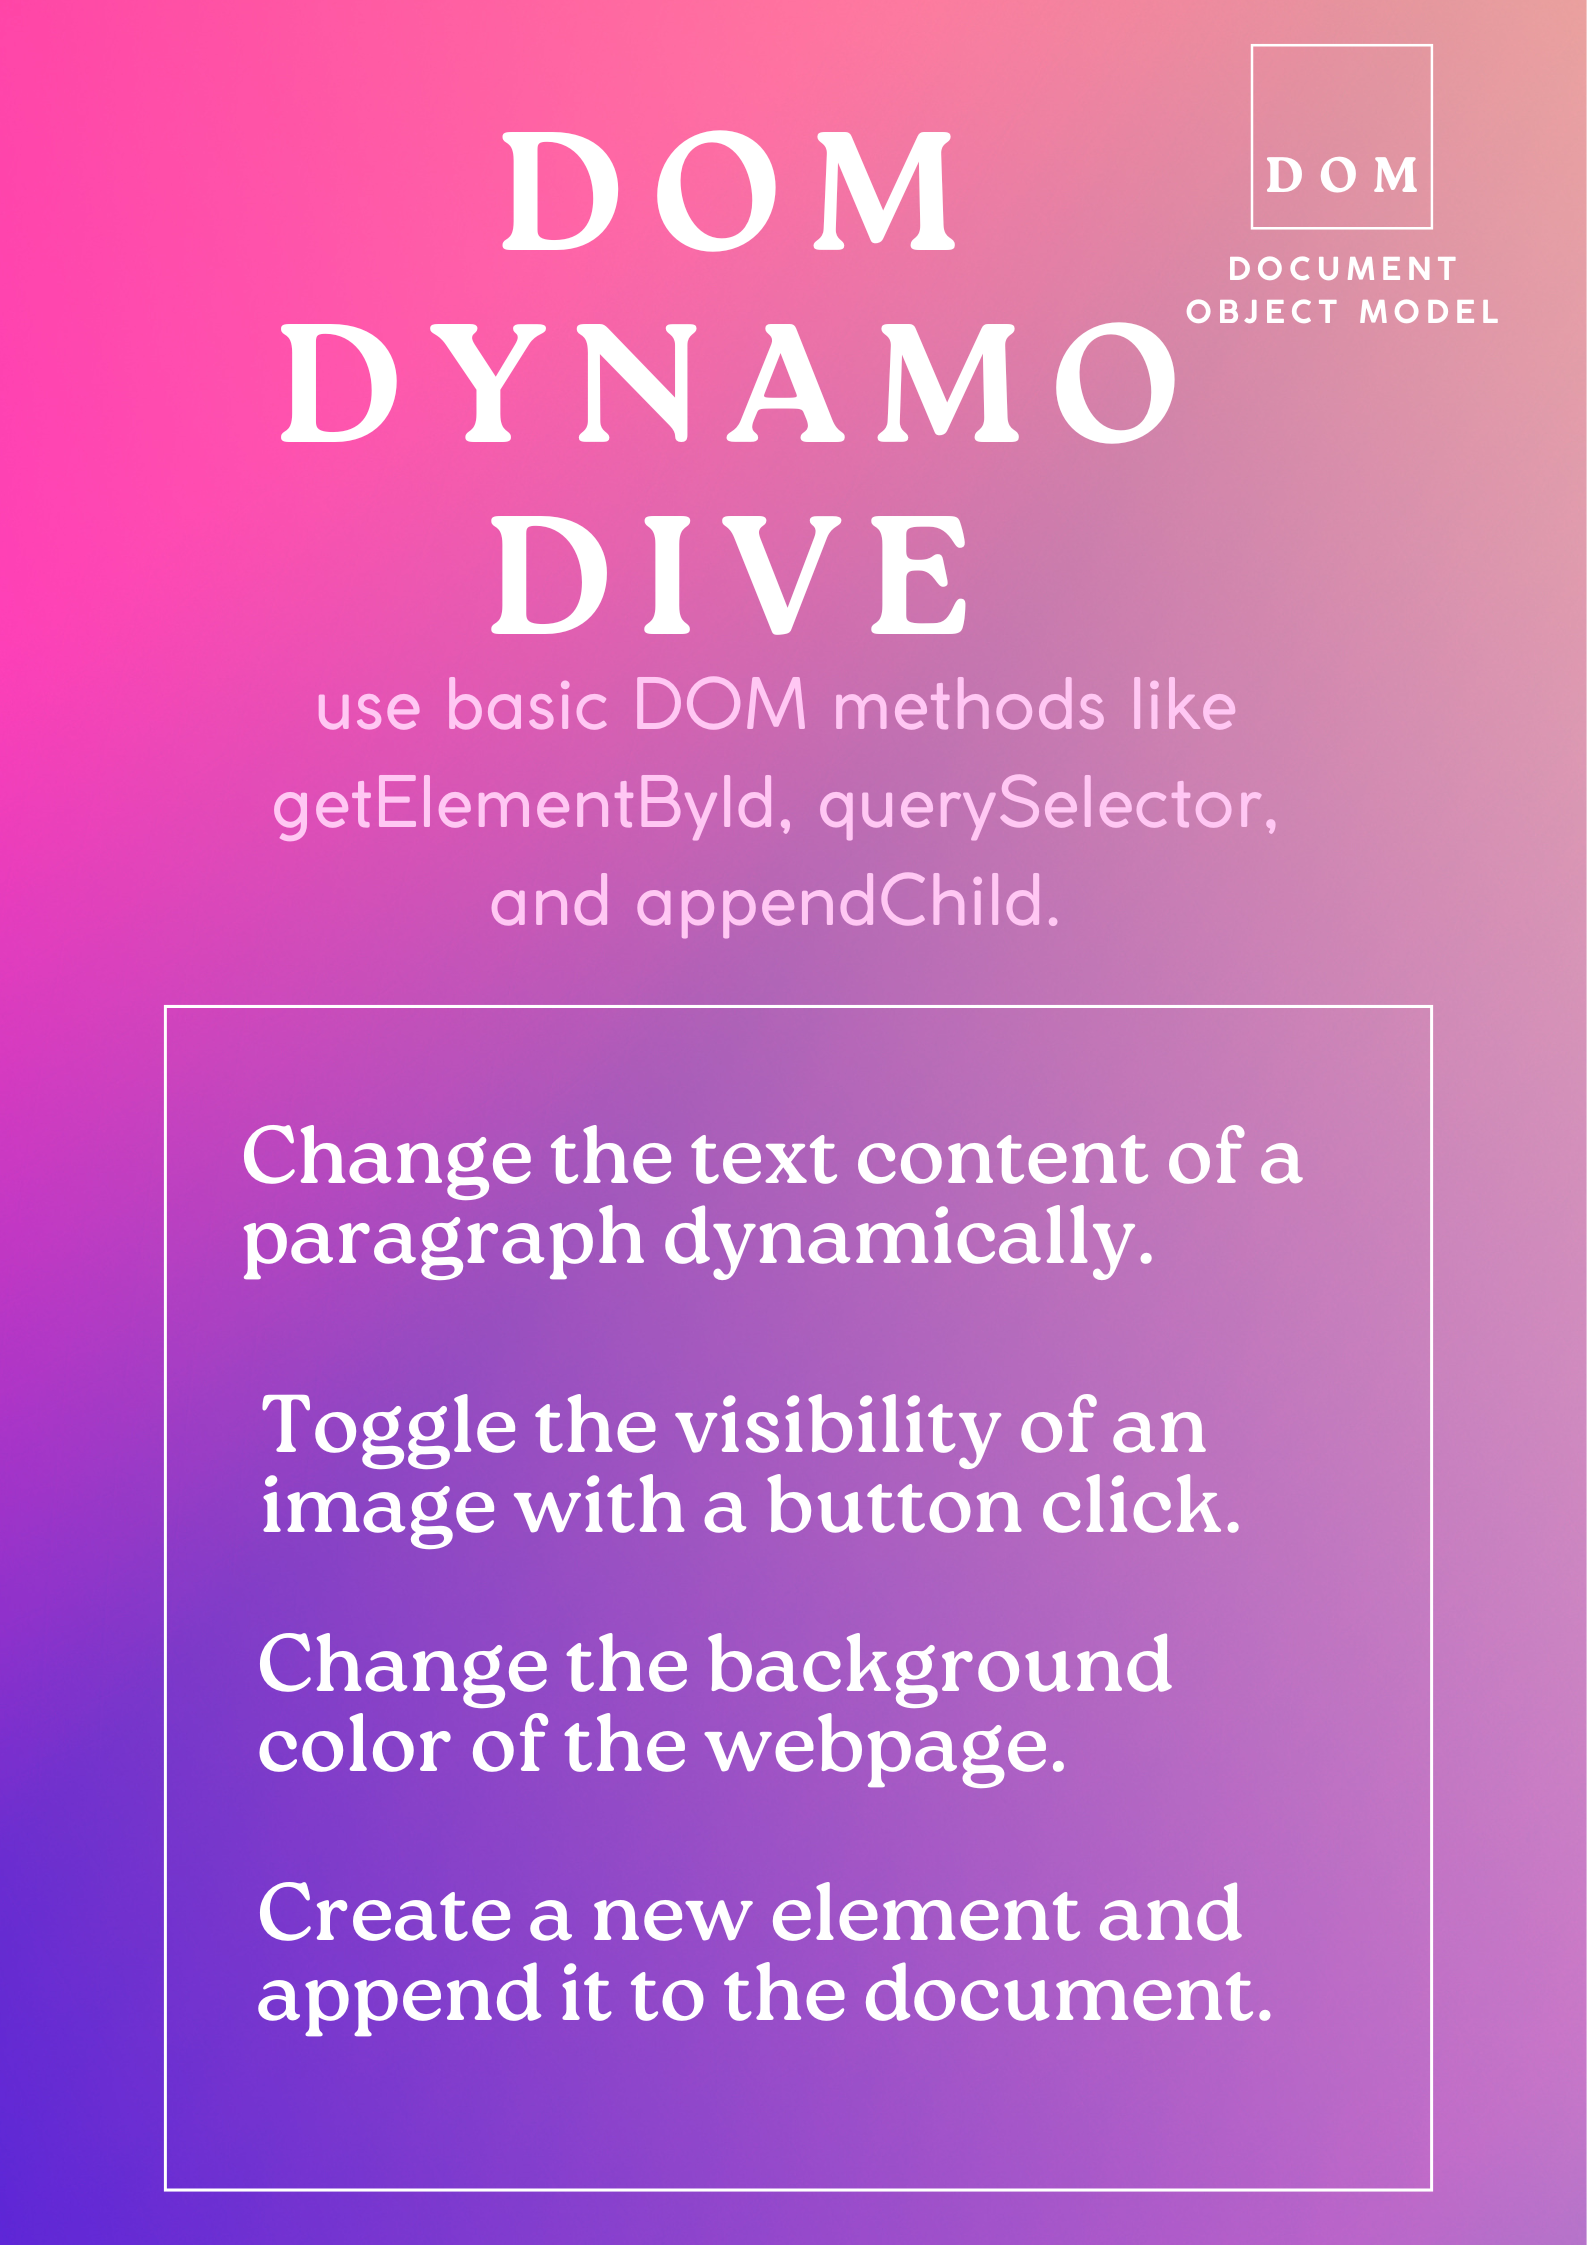 DOM
DYNAMO
DIVE
DOM
DOCUMENT
OBJECT MODEL
use basic DOM methods like
getElementById, querySelector,
and appendChild.
Change the text content of a
paragraph dynamically.
Toggle the visibility of an
image with a button click.
Change the background
color of the webpage.
Create a new element and
append it to the document.